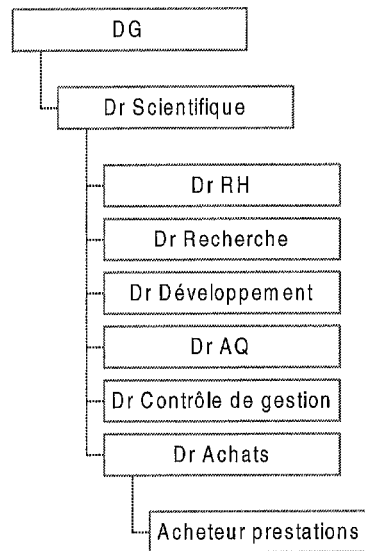 DG
Dr Scientifique
Dr RH
Dr Recherche
Dr Développement
Dr AQ
Dr Contrôle de gestion
Dr Achats
Acheteur prestations